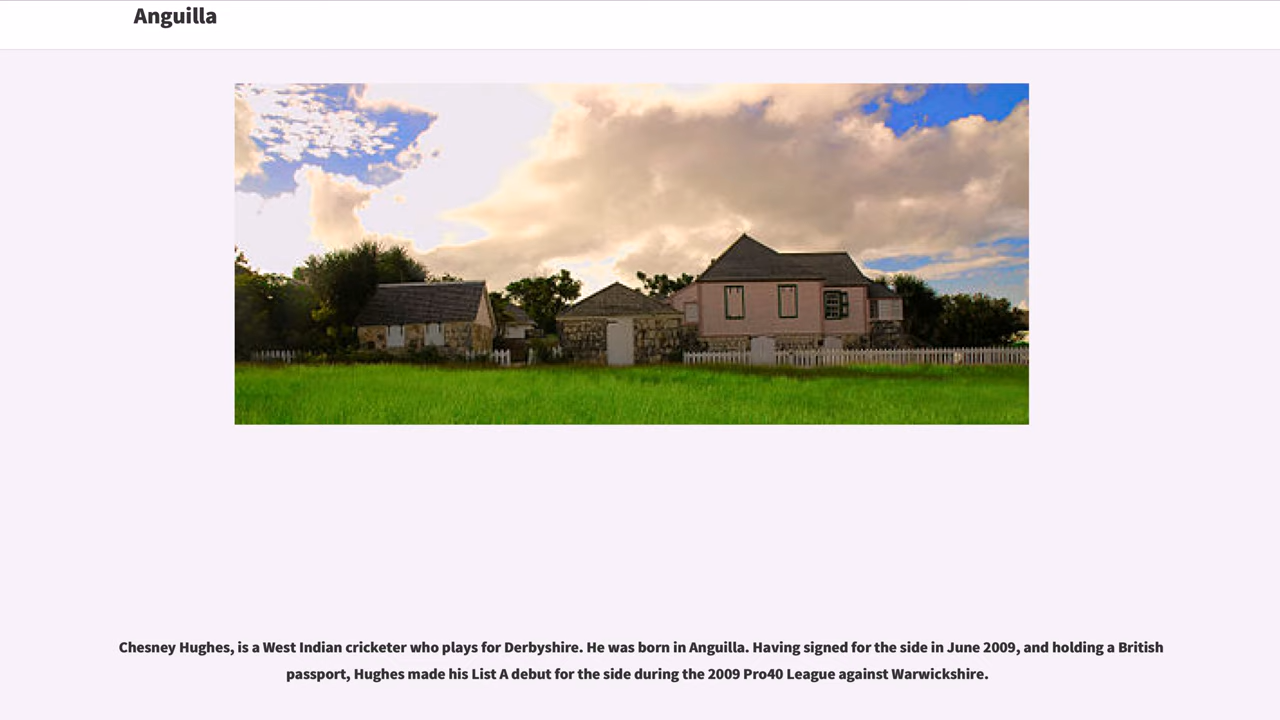 Anguilla
Chesney Hughes, is a West Indian cricketer who plays for Derbyshire. He was born in Anguilla. Having signed for the side in June 2009, and holding a British
passport, Hughes made his List A debut for the side during the 2009 Pro40 League against Warwickshire.